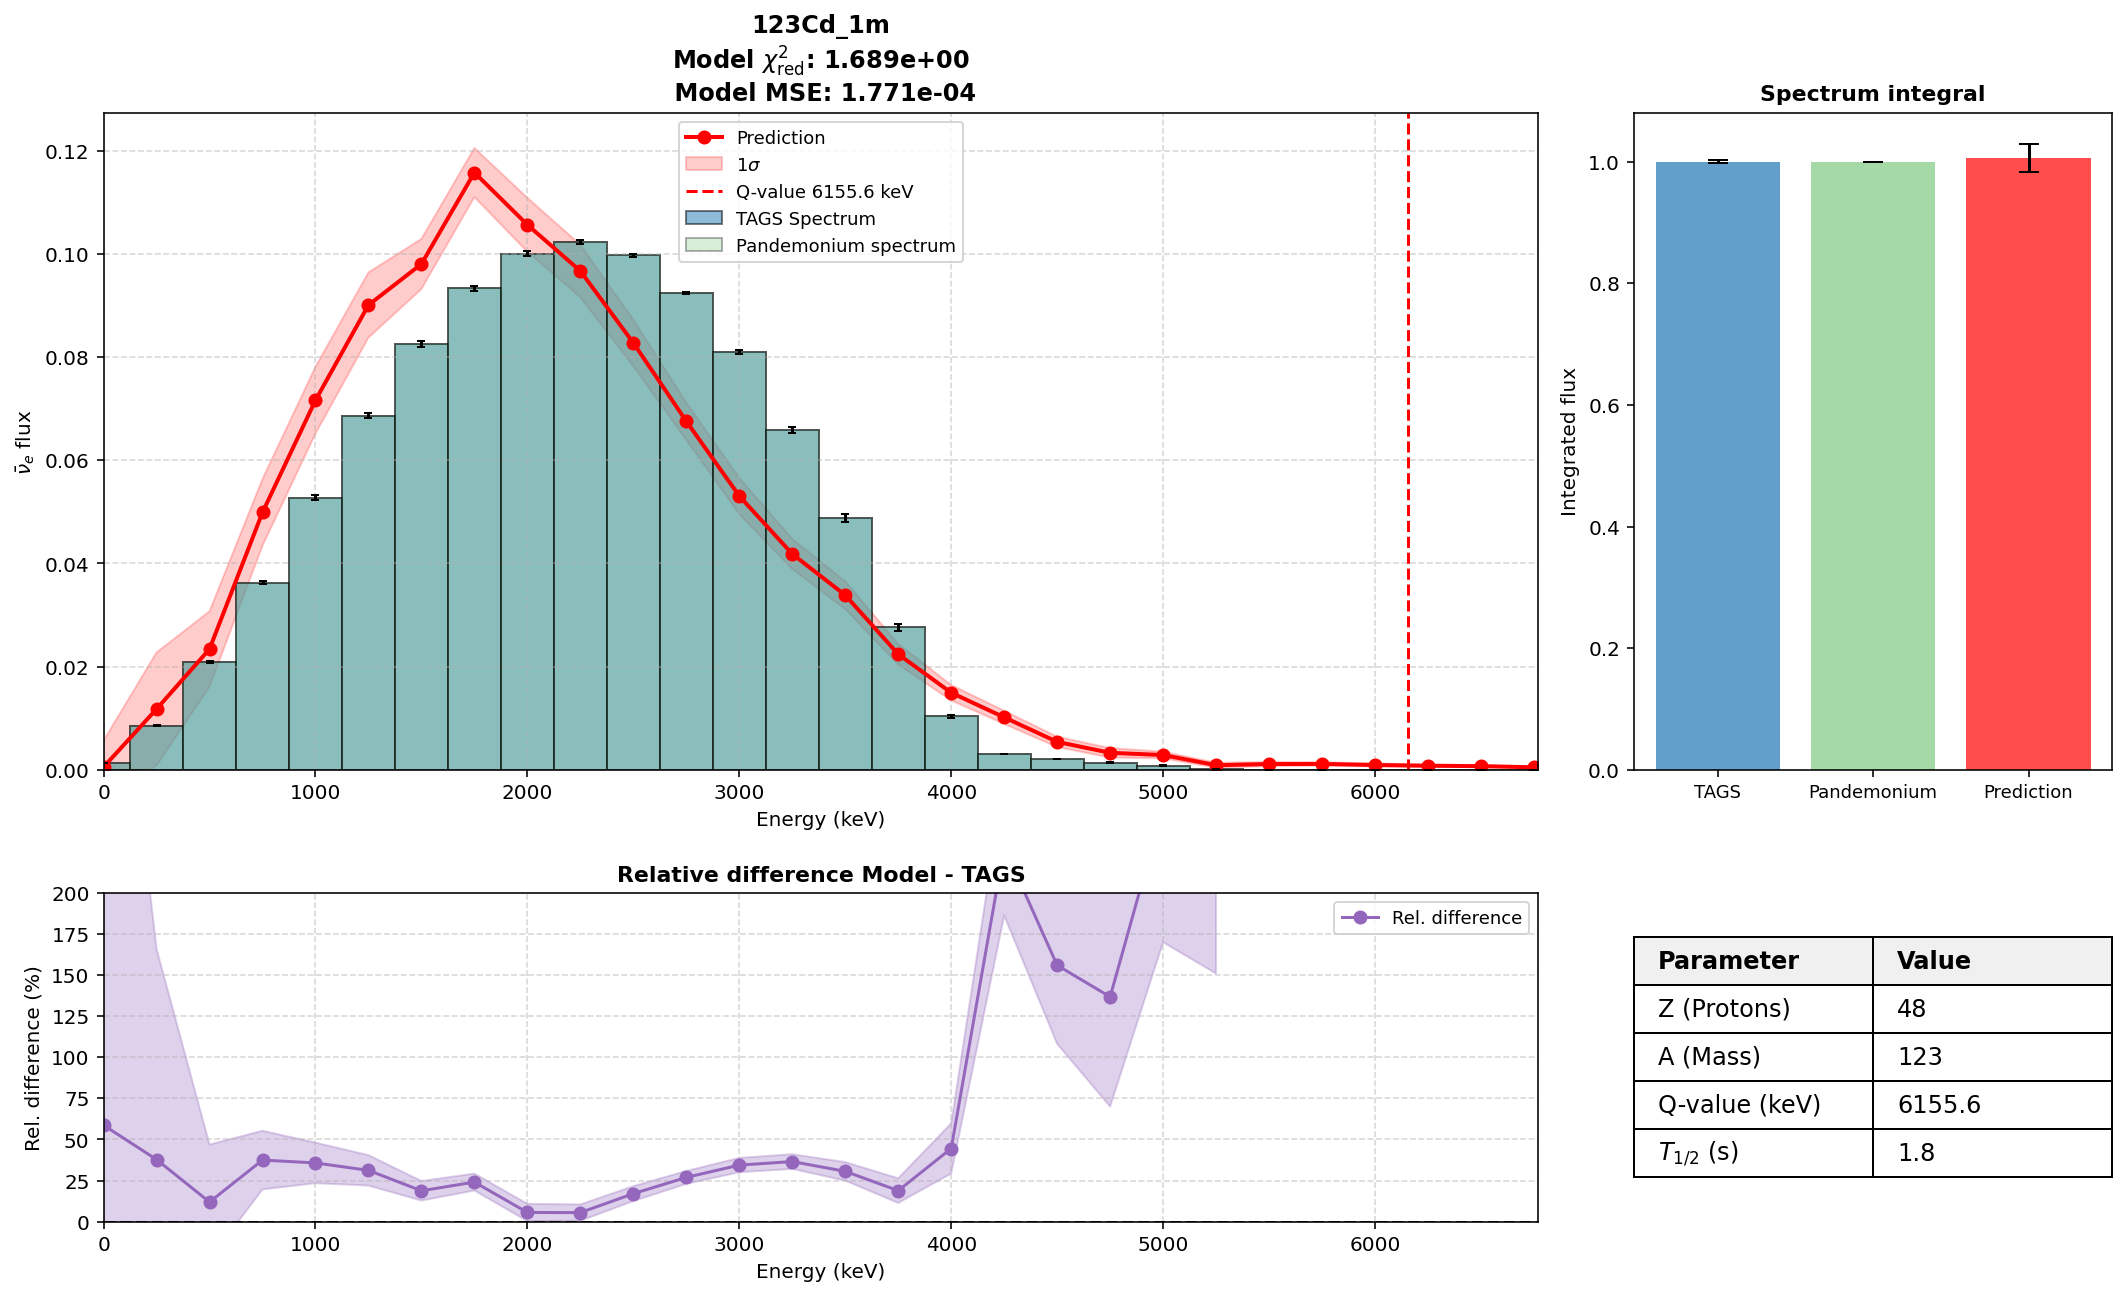 123Cd_1m
Model χ²red: 1.689e+00
Model MSE: 1.771e-04
Prediction
1σ
Q-value 6155.6 keV
TAGS Spectrum
Pandemonium spectrum
0.12
0.10
0.08
0.06
0.04
0.02
0.00
ν̄e flux
0 1000 2000 3000 4000 5000 6000
Energy (keV)
Spectrum integral
1.0
0.8
0.6
0.4
0.2
0.0
Integrated flux
TAGS Pandemonium Prediction
Relative difference Model - TAGS
Rel. difference
200
175
150
125
100
75
50
25
0
Rel. difference (%)
0 1000 2000 3000 4000 5000 6000
Energy (keV)
Parameter Value
Z (Protons) 48
A (Mass) 123
Q-value (keV) 6155.6
T1/2 (s) 1.8